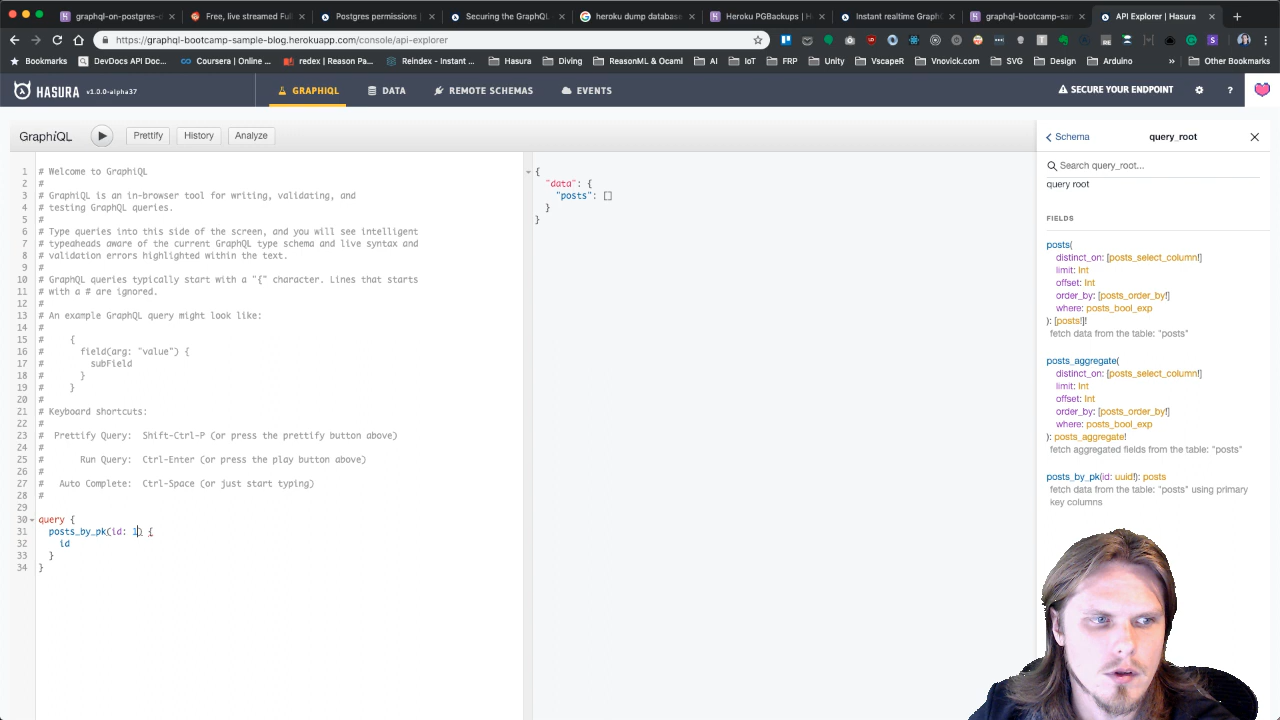 graphql-on-postgres-
Free, live streamed Full
Postgres permissions
Securing the GraphQL
heroku dump database
Heroku PGBackups | H
Instant realtime Graph
graphql-bootcamp-sam
API Explorer | Hasura
https://graphql-bootcamp-sample-blog.herokuapp.com/console/api-explorer
Bookmarks
DevDocs API Doc...
Coursera | Online ...
redex | Reason Pa...
Reindex - Instant ...
Hasura
Diving
ReasonML & Ocaml
AI
IoT
FRP
Unity
VscapeR
Vnovick.com
SVG
Design
Arduino
»
Other Bookmarks
HASURA v1.0.0-alpha37
GRAPHIQL
DATA
REMOTE SCHEMAS
EVENTS
SECURE YOUR ENDPOINT
?
GraphiQL
Prettify
History
Analyze
1 # Welcome to GraphiQL
2 #
3 # GraphiQL is an in-browser tool for writing, validating, and
4 # testing GraphQL queries.
5 #
6 # Type queries into this side of the screen, and you will see intelligent
7 # typeaheads aware of the current GraphQL type schema and live syntax and
8 # validation errors highlighted within the text.
9 #
10 # GraphQL queries typically start with a "{" character. Lines that starts
11 # with a # are ignored.
12 #
13 # An example GraphQL query might look like:
14 #
15 # {
16 # field(arg: "value") {
17 # subField
18 # }
19 # }
20 #
21 # Keyboard shortcuts:
22 #
23 # Prettify Query: Shift-Ctrl-P (or press the prettify button above)
24 #
25 # Run Query: Ctrl-Enter (or press the play button above)
26 #
27 # Auto Complete: Ctrl-Space (or just start typing)
28 #
29
30 query {
31 posts_by_pk(id: 1) {
32 id
33 }
34 }
{
"data": {
"posts": []
}
}
Schema
query_root
Search query_root...
query root
FIELDS
posts(
distinct_on: [posts_select_column!]
limit: Int
offset: Int
order_by: [posts_order_by!]
where: posts_bool_exp
): [posts!]!
fetch data from the table: "posts"
posts_aggregate(
distinct_on: [posts_select_column!]
limit: Int
offset: Int
order_by: [posts_order_by!]
where: posts_bool_exp
): posts_aggregate!
fetch aggregated fields from the table: "posts"
posts_by_pk(id: uuid!): posts
fetch data from the table: "posts" using primary
key columns